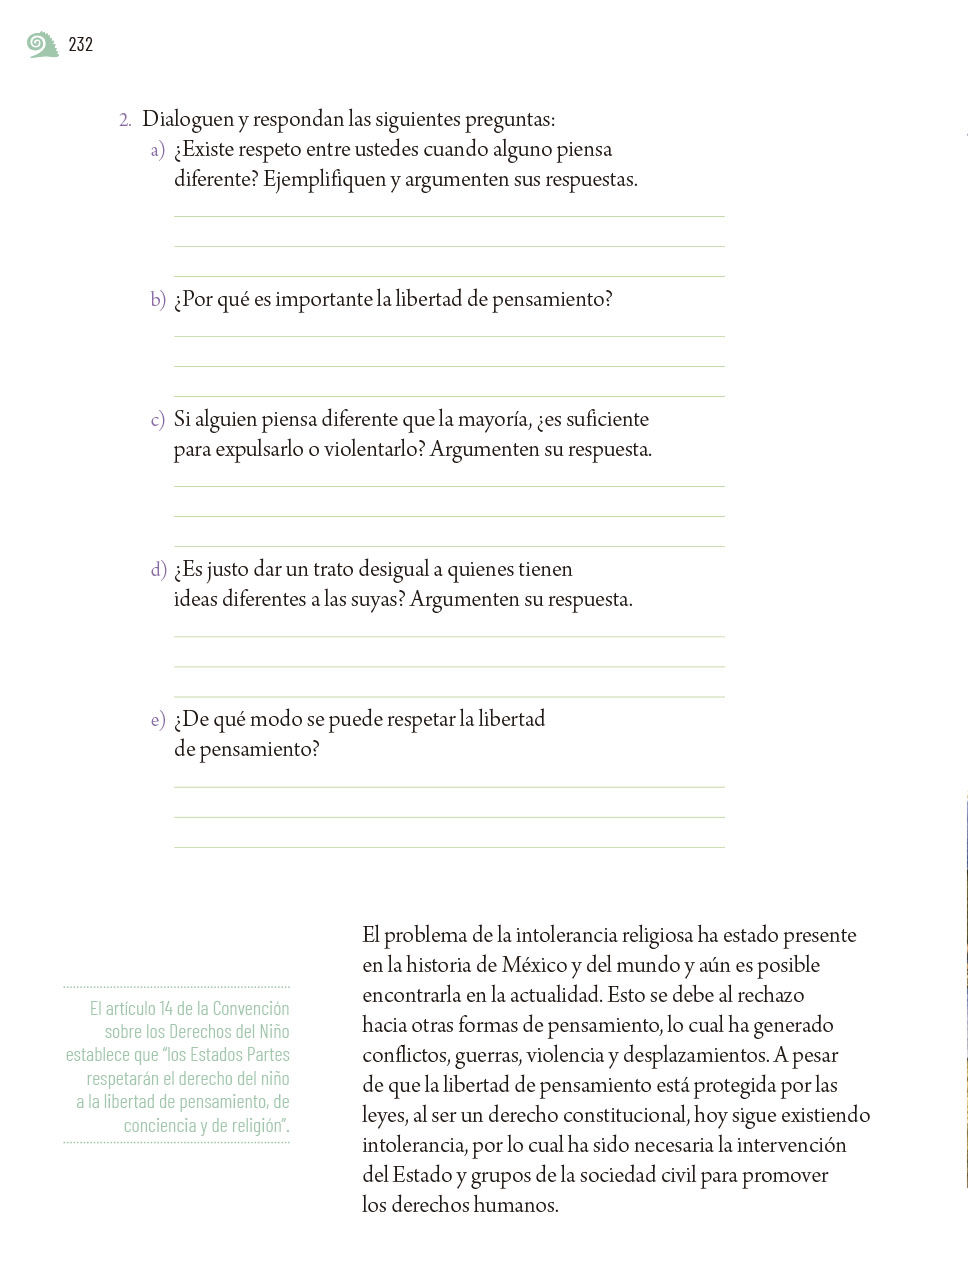 232
2. Dialoguen y respondan las siguientes preguntas:
a) ¿Existe respeto entre ustedes cuando alguno piensa
diferente? Ejemplifiquen y argumenten sus respuestas.
b) ¿Por qué es importante la libertad de pensamiento?
c) Si alguien piensa diferente que la mayoría, ¿es suficiente
para expulsarlo o violentarlo? Argumenten su respuesta.
d) ¿Es justo dar un trato desigual a quienes tienen
ideas diferentes a las suyas? Argumenten su respuesta.
e) ¿De qué modo se puede respetar la libertad
de pensamiento?
El problema de la intolerancia religiosa ha estado presente
en la historia de México y del mundo y aún es posible
encontrarla en la actualidad. Esto se debe al rechazo
hacia otras formas de pensamiento, lo cual ha generado
conflictos, guerras, violencia y desplazamientos. A pesar
de que la libertad de pensamiento está protegida por las
leyes, al ser un derecho constitucional, hoy sigue existiendo
intolerancia, por lo cual ha sido necesaria la intervención
del Estado y grupos de la sociedad civil para promover
los derechos humanos.
El artículo 14 de la Convención
sobre los Derechos del Niño
establece que "los Estados Partes
respetarán el derecho del niño
a la libertad de pensamiento, de
conciencia y de religión".